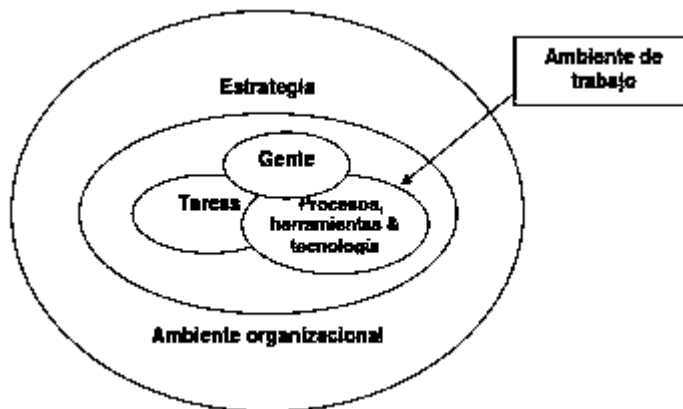 Ambiente de
trabajo
Estrategia
Gente
Tareas
Procesos,
herramientas &
tecnología
Ambiente organizacional